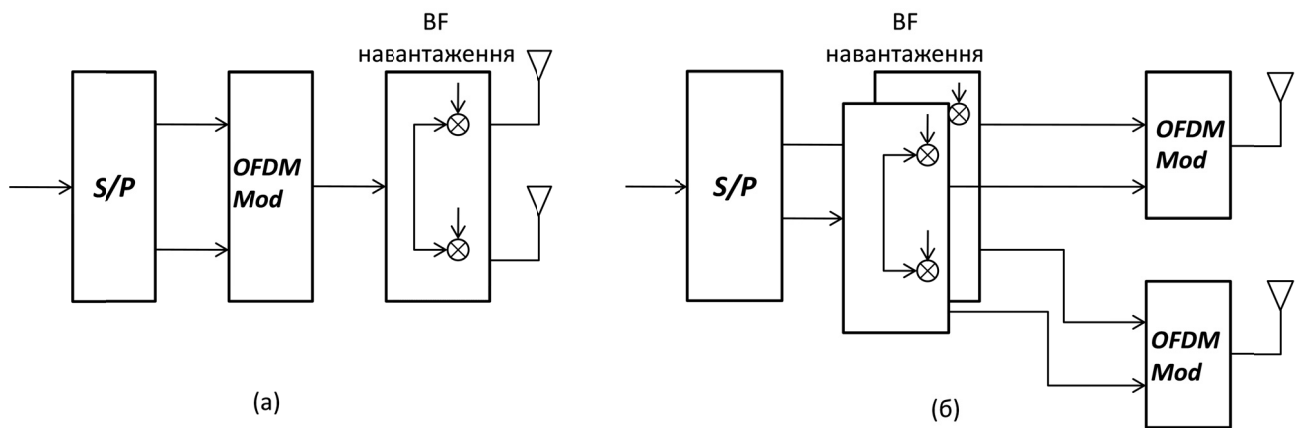 BF
навантаження
S/P
OFDM
Mod
(а)
BF
навантаження
S/P
OFDM
Mod
OFDM
Mod
(б)